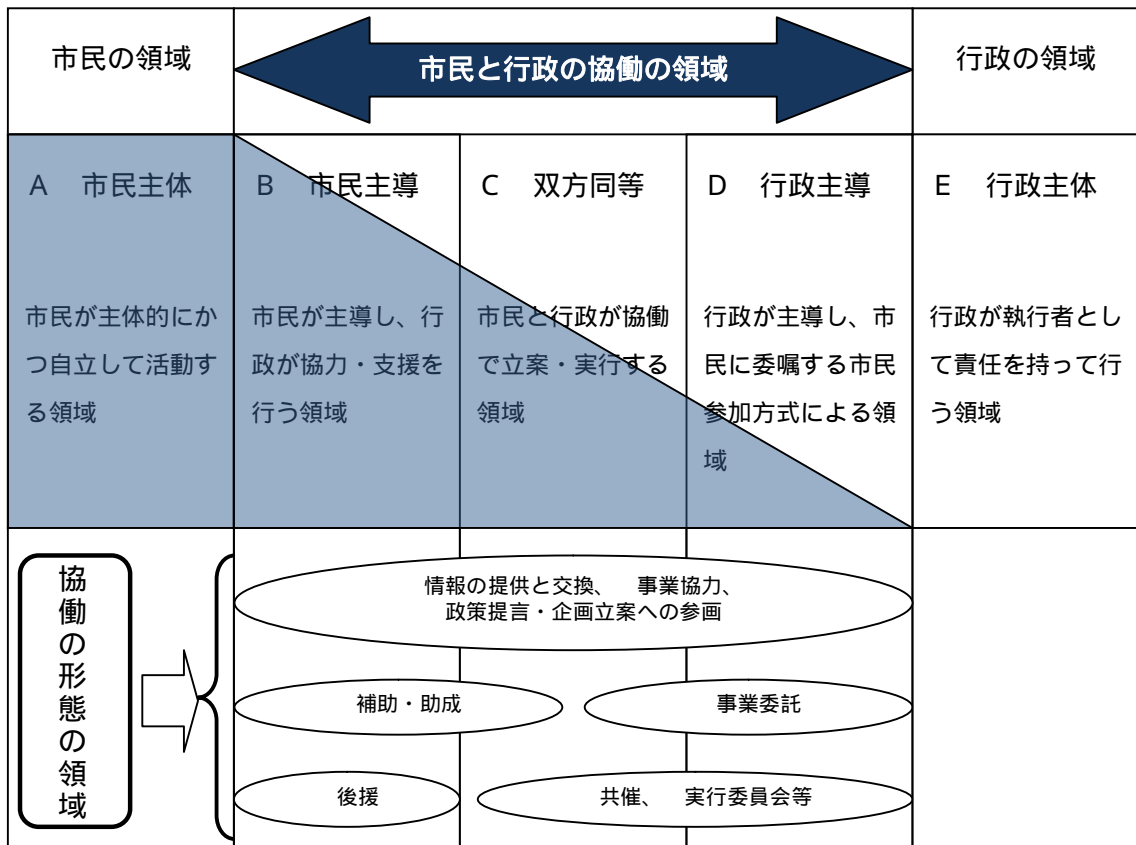 市民の領域
市民と行政の協働の領域
行政の領域
A 市民主体
市民が主体的にか
つ自立して活動す
る領域
B 市民主導
市民が主導し、行
政が協力・支援を
行う領域
C 双方同等
市民と行政が協働
で立案・実行する
領域
D 行政主導
行政が主導し、市
民に委嘱する市民
参加方式による領
域
E 行政主体
行政が執行者とし
て責任を持って行
う領域
協働の形態の領域
情報の提供と交換、 事業協力、
政策提言・企画立案への参画
補助・助成
事業委託
後援
共催、 実行委員会等